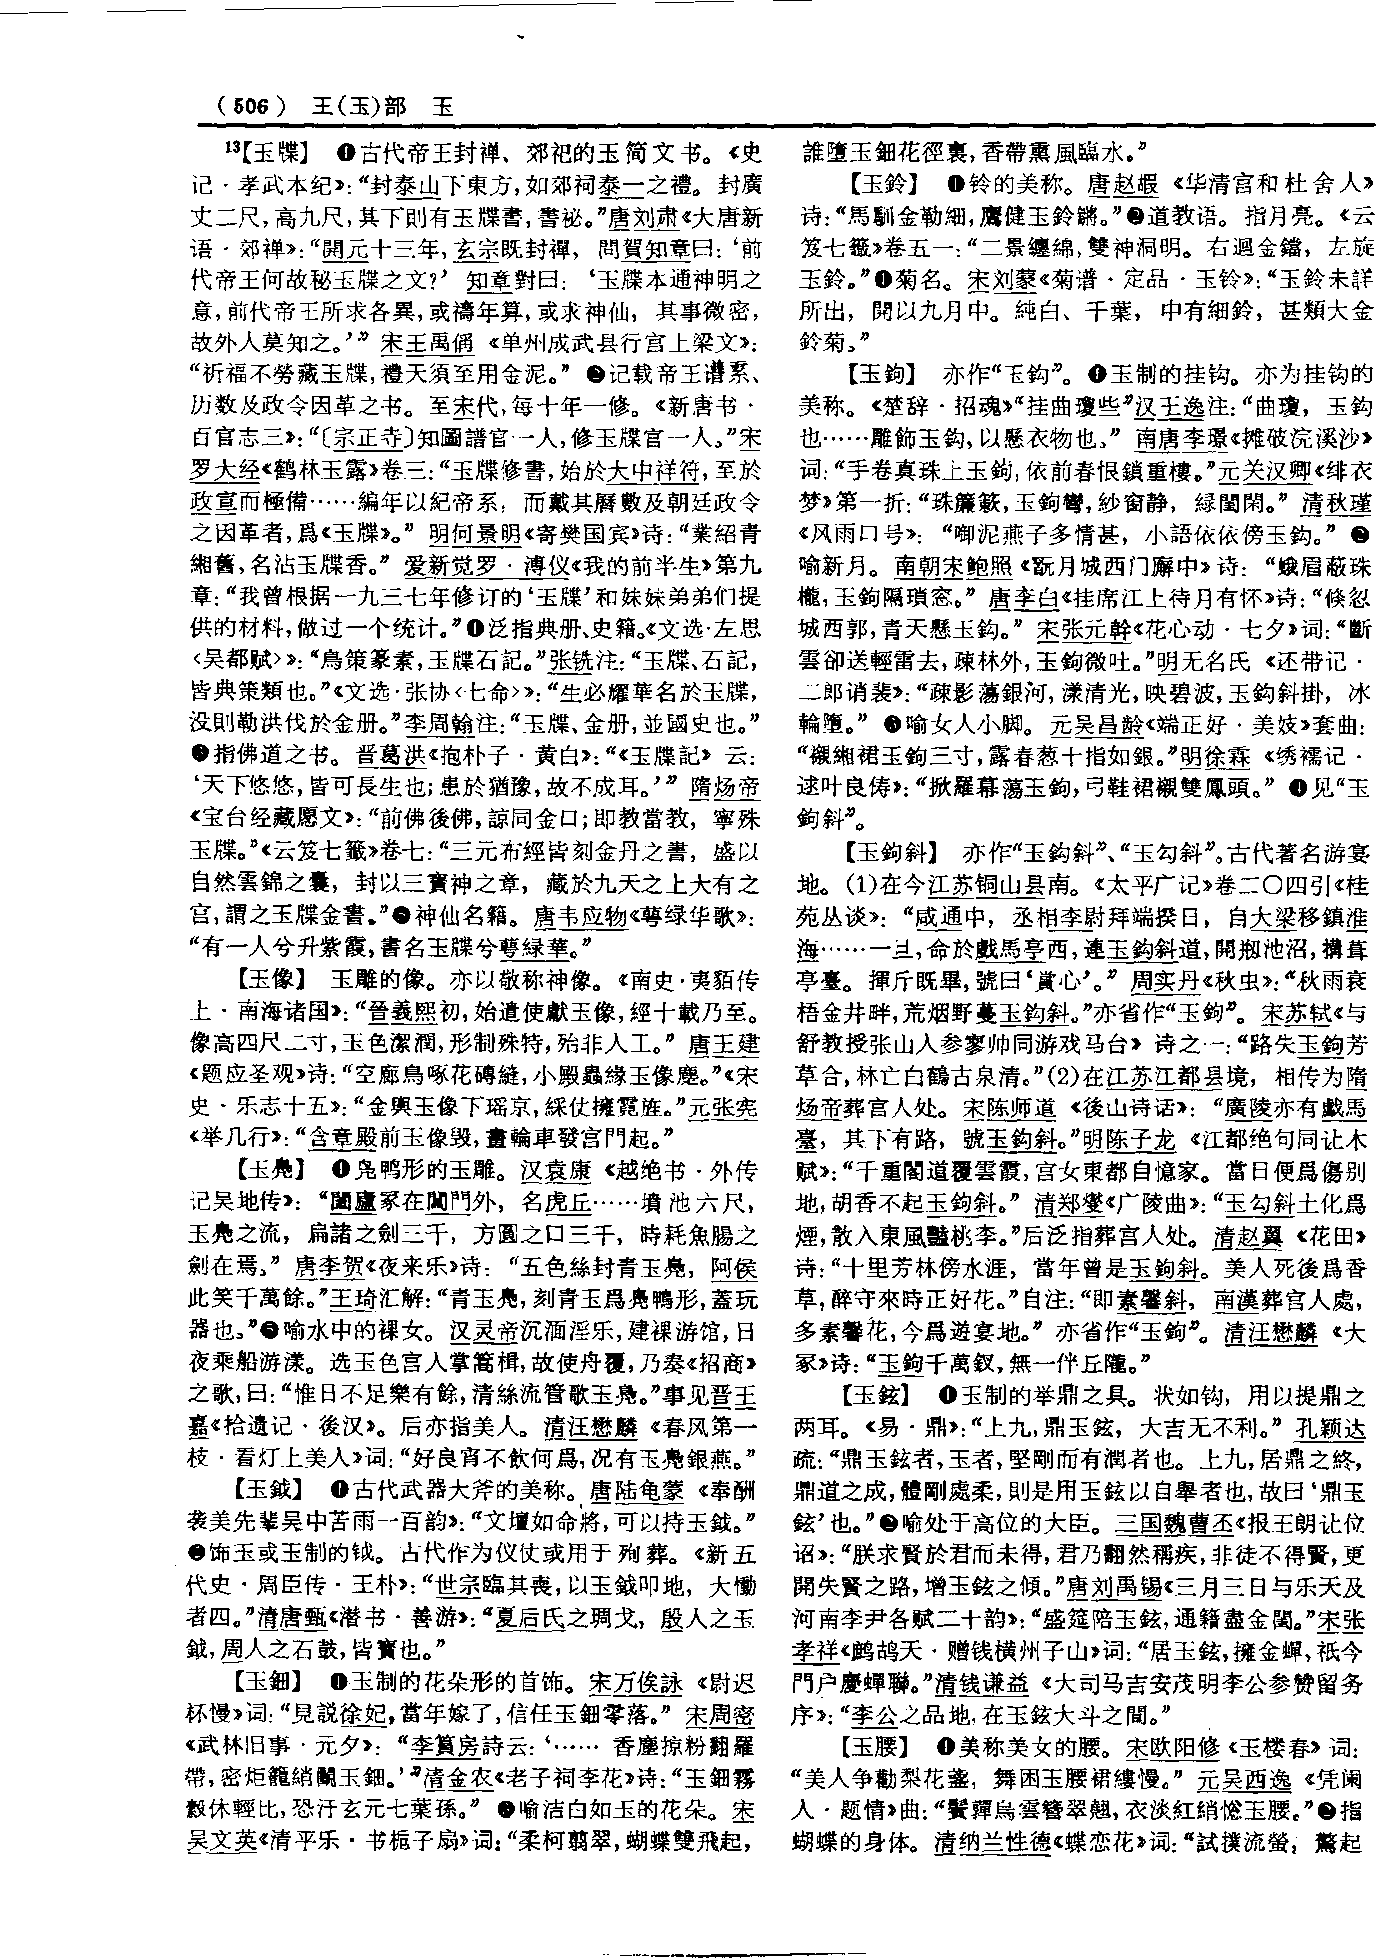 （506） 王(玉)部 玉
13【玉牒】 ❶古代帝王封禅、郊祀的玉简文书。《史
记·孝武本纪》：“封泰山下東方，如郊祠泰一之禮。封廣
丈二尺，高九尺，其下則有玉牒書，書祕。”唐刘肃《大唐新
语·郊禅》：“開元十三年，玄宗既封禪，問賀知章曰：‘前
代帝王何故秘玉牒之文？’ 知章對曰：‘玉牒本通神明之
意，前代帝王所求各異，或禱年算，或求神仙，其事微密，
故外人莫知之。’” 宋王禹偁《单州成武县行宫上梁文》：
“祈福不勞藏玉牒，禮天須至用金泥。” ❷记载帝王谱系、
历数及政令因革之书。至宋代，每十年一修。《新唐书·
百官志三》：“〔宗正寺〕知圖譜官一人，修玉牒官一人。”宋
罗大经《鹤林玉露》卷三：“玉牒修書，始於大中祥符，至於
政宣而極備……編年以紀帝系，而戴其曆數及朝廷政令
之因革者，爲《玉牒》。” 明何景明《寄樊国宾》诗：“業紹青
緗舊，名沾玉牒香。” 爱新觉罗·溥仪《我的前半生》第九
章：“我曾根据一九三七年修订的‘玉牒’和妹妹弟弟们提
供的材料，做过一个统计。”❸泛指典册、史籍。《文选·左思
〈吴都赋〉》：“鳥策篆素，玉牒石記。”张铣注：“玉牒、石記，
皆典策類也。”《文选·张协〈七命〉》：“生必耀華名於玉牒，
没則勒洪伐於金册。”李周翰注：“玉牒、金册，並國史也。”
❹指佛道之书。晋葛洪《抱朴子·黄白》：“《玉牒記》云：
‘天下悠悠，皆可長生也；患於猶豫，故不成耳。’” 隋炀帝
《宝台经藏愿文》：“前佛後佛，諒同金口；即教當教，寧殊
玉牒。”《云笈七籤》卷七：“三元布經皆刻金丹之書，盛以
自然雲錦之囊，封以三寶神之章，藏於九天之上大有之
宫，謂之玉牒金書。”❺神仙名籍。唐韦应物《萼绿华歌》：
“有一人兮升紫霞，書名玉牒兮萼緑華。”
【玉像】 玉雕的像。亦以敬称神像。《南史·夷貊传
上·南海诸国》：“晉義熙初，始遣使獻玉像，經十載乃至。
像高四尺二寸，玉色潔潤，形制殊特，殆非人工。” 唐王建
《题应圣观》诗：“空廊鳥啄花磚縫，小殿蟲緣玉像塵。”《宋
史·乐志十五》：“金輿玉像下瑶京，綵仗擁霓旌。”元张宪
《举几行》：“含章殿前玉像毁，畫輪車發宫門起。”
【玉凫】 ❶凫鸭形的玉雕。汉袁康《越绝书·外传
记吴地传》：“闔廬冢在閶門外，名虎丘……墳池六尺，
玉鳧之流，扁諸之劍三千，方圓之口三千，時耗魚腸之
劍在焉。” 唐李贺《夜来乐》诗：“五色絲封青玉鳧，阿侯
此笑千萬餘。”王琦汇解：“青玉鳧，刻青玉爲鳧鴨形，蓋玩
器也。”❷喻水中的裸女。汉灵帝沉湎淫乐，建裸游馆，日
夜乘船游漾。选玉色宫人掌篙楫，故使舟覆，乃奏《招商》
之歌，曰：“惟日不足樂有餘，清絲流管歌玉鳧。”事见晋王
嘉《拾遗记·後汉》。后亦指美人。清汪懋麟《春风第一
枝·看灯上美人》词：“好良宵不飲何爲，况有玉鳧銀燕。”
【玉鉞】 ❶古代武器大斧的美称。唐陆龟蒙《奉酬
袭美先辈吴中苦雨一百韵》：“文壇如命將，可以持玉鉞。”
❷饰玉或玉制的钺。古代作为仪仗或用于殉葬。《新五
代史·周臣传·王朴》：“世宗臨其喪，以玉鉞叩地，大慟
者四。”清唐甄《潜书·善游》：“夏后氏之琱戈，殷人之玉
鉞，周人之石鼓，皆寶也。”
【玉鈿】 ❶玉制的花朵形的首饰。宋万俟詠《尉迟
杯慢》词：“見説徐妃，當年嫁了，信任玉鈿零落。” 宋周密
《武林旧事·元夕》：“李篔房詩云：‘…… 香塵掠粉翻羅
帶，密炬籠綃鬬玉鈿。’”清金农《老子祠李花》诗：“玉鈿霧
縠休輕比，恐汙玄元七葉孫。” ❷喻洁白如玉的花朵。宋
吴文英《清平乐·书栀子扇》词：“柔柯翦翠，蝴蝶雙飛起，
誰墮玉鈿花徑裏，香帶熏風臨水。”
【玉鈴】 ❶铃的美称。唐赵嘏《华清宫和杜舍人》
诗：“馬馴金勒細，鷹健玉鈴鏘。”❷道教语。指月亮。《云
笈七籤》卷五一：“二景纏綿，雙神洞明。右迴金鐺，左旋
玉鈴。”❸菊名。宋刘蒙《菊谱·定品·玉铃》：“玉鈴未詳
所出，開以九月中。純白、千葉，中有細鈴，甚類大金
鈴菊。”
【玉鉤】 亦作“玉鈎”。❶玉制的挂钩。亦为挂钩的
美称。《楚辞·招魂》“挂曲瓊些”汉王逸注：“曲瓊，玉鈎
也……雕飾玉鈎，以懸衣物也。” 南唐李璟《摊破浣溪沙》
词：“手卷真珠上玉鉤，依前春恨鎖重樓。”元关汉卿《绯衣
梦》第一折：“珠簾簌，玉鉤彎，紗窗静，緑閨閑。” 清秋瑾
《风雨口号》：“啣泥燕子多情甚，小語依依傍玉鈎。” ❷
喻新月。南朝宋鲍照《翫月城西门廨中》诗：“蛾眉蔽珠
櫳，玉鉤隔瑣窓。” 唐李白《挂席江上待月有怀》诗：“倏忽
城西郭，青天懸玉鈎。” 宋张元幹《花心动·七夕》词：“斷
雲卻送輕雷去，疎林外，玉鉤微吐。”明无名氏《还带记·
二郎诮裴》：“疎影蕩銀河，漾清光，映碧波，玉鈎斜掛，冰
輪墮。” ❸喻女人小脚。元吴昌龄《端正好·美妓》套曲：
“襯緗裙玉鉤三寸，露春葱十指如銀。”明徐霖《绣襦记·
逑叶良俦》：“掀羅幕蕩玉鈎，弓鞋裙襯雙鳳頭。” ❹见“玉
鉤斜”。
【玉鉤斜】 亦作“玉鈎斜”、“玉勾斜”。古代著名游宴
地。(1)在今江苏铜山县南。《太平广记》卷二〇四引《桂
苑丛谈》：“咸通中，丞相李尉拜端揆日，自大梁移鎮淮
海……一旦，命於戲馬亭西，連玉鈎斜道，開剏池沼，構葺
亭臺。揮斤既畢，號曰‘賞心’。” 周实丹《秋虫》：“秋雨衰
梧金井畔，荒烟野蔓玉鈎斜。”亦省作“玉鉤”。宋苏轼《与
舒教授张山人参寥师同游戏马台》诗之一：“路失玉鉤芳
草合，林亡白鶴古泉清。”(2)在江苏江都县境，相传为隋
炀帝葬宫人处。宋陈师道《後山诗话》：“廣陵亦有戲馬
臺，其下有路，號玉鈎斜。”明陈子龙《江都绝句同让木
赋》：“千重閣道覆雲霞，宫女東都自憶家。當日便爲傷别
地，胡香不起玉鉤斜。” 清郑燮《广陵曲》：“玉勾斜土化爲
煙，散入東風豔桃李。”后泛指葬宫人处。清赵翼《花田》
诗：“十里芳林傍水涯，當年曾是玉鉤斜。美人死後爲香
草，醉守來時正好花。”自注：“即素馨斜，南漢葬宫人處，
多素馨花，今爲遊宴地。” 亦省作“玉鉤”。清汪懋麟《大
冢》诗：“玉鉤千萬釵，無一伴丘隴。”
【玉鉉】 ❶玉制的举鼎之具。状如钩，用以提鼎之
两耳。《易·鼎》：“上九，鼎玉鉉，大吉无不利。” 孔颖达
疏：“鼎玉鉉者，玉者，堅剛而有潤者也。上九，居鼎之終，
鼎道之成，體剛處柔，則是用玉鉉以自舉者也，故曰‘鼎玉
鉉’也。”❷喻处于高位的大臣。三国魏曹丕《报王朗让位
诏》：“朕求賢於君而未得，君乃翻然稱疾，非徒不得賢，更
開失賢之路，增玉鉉之傾。”唐刘禹锡《三月三日与乐天及
河南李尹各赋二十韵》：“盛筵陪玉鉉，通籍盡金閨。”宋张
孝祥《鹧鸪天·赠钱横州子山》词：“居玉鉉，擁金蟬，祇今
門户慶蟬聯。”清钱谦益《大司马吉安茂明李公参赞留务
序》：“李公之品地，在玉鉉大斗之間。”
【玉腰】 ❶美称美女的腰。宋欧阳修《玉楼春》词：
“美人争勸梨花盞，舞困玉腰裙縷慢。” 元吴西逸《凭阑
人·题情》曲：“鬢軃烏雲簪翠翹，衣淡紅綃惚玉腰。”❷指
蝴蝶的身体。清纳兰性德《蝶恋花》词：“試撲流螢，驚起